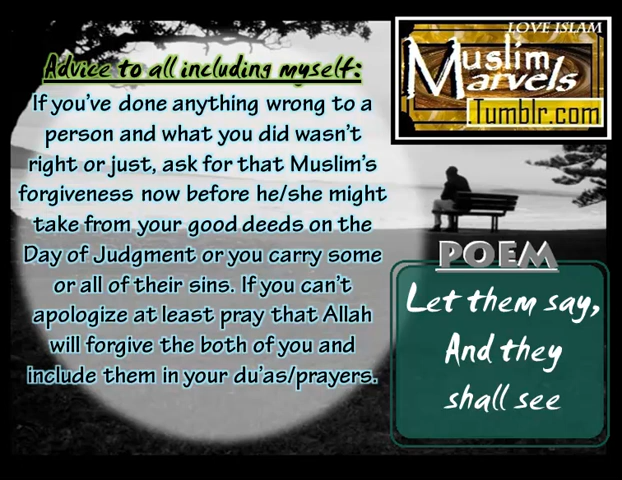 Advice to all including myself:
If you've done anything wrong to a
person and what you did wasn't
right or just, ask for that Muslim's
forgiveness now before he/she might
take from your good deeds on the
Day of Judgment or you carry some
or all of their sins. If you can't
apologize at least pray that Allah
will forgive the both of you and
include them in your du'as/prayers.
LOVE ISLAM
Muslim
Marvels
Tumblr.com
POEM
Let them say,
And they
shall see